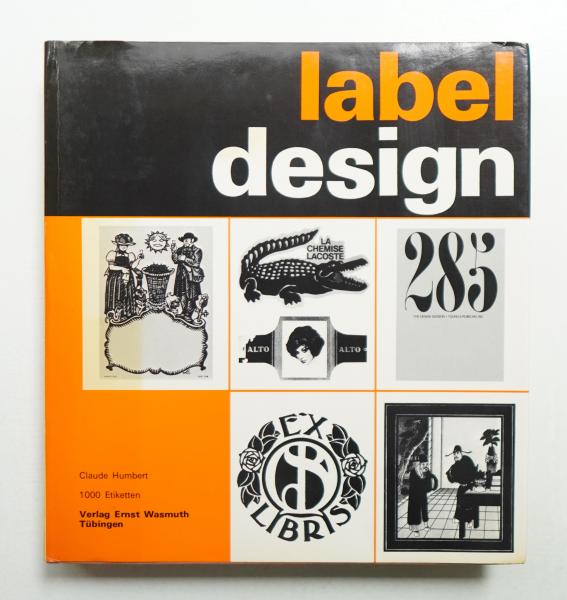 label
design
LA
CHEMISE
LACOSTE
285
ALTO
ALTO
EX
LIBRIS
Claude Humbert
1000 Etiketten
Verlag Ernst Wasmuth
Tübingen